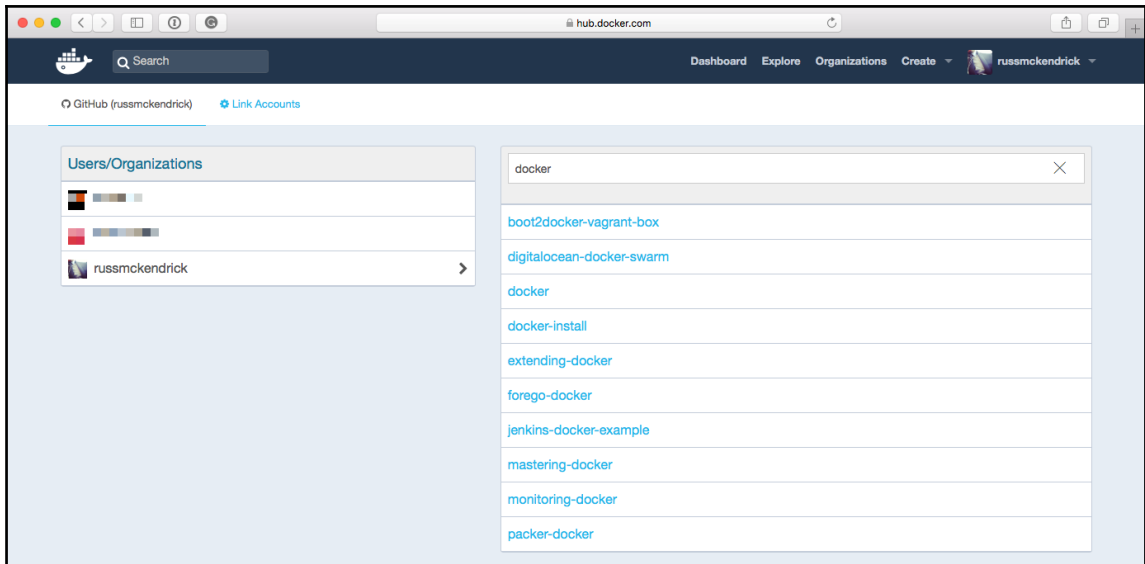 hub.docker.com
Search
Dashboard Explore Organizations Create russmckendrick
GitHub (russmckendrick) Link Accounts
Users/Organizations
russmckendrick
docker
boot2docker-vagrant-box
digitalocean-docker-swarm
docker
docker-install
extending-docker
forego-docker
jenkins-docker-example
mastering-docker
monitoring-docker
packer-docker